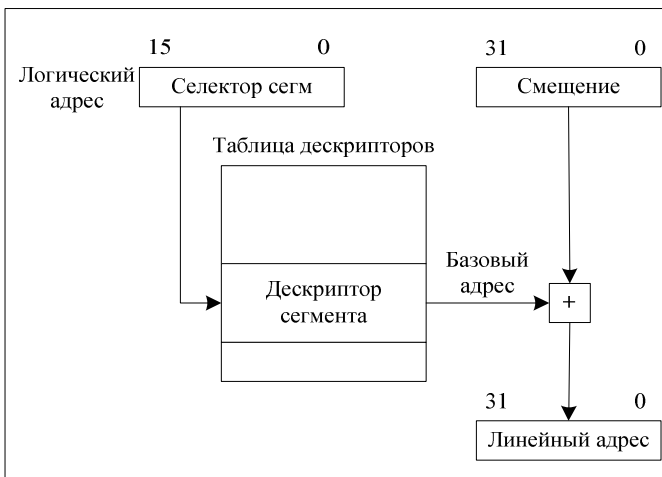 15 0 31 0
Логический
адрес
Селектор сегм
Смещение
Таблица дескрипторов
Базовый
адрес
Дескриптор
сегмента
+
31 0
Линейный адрес